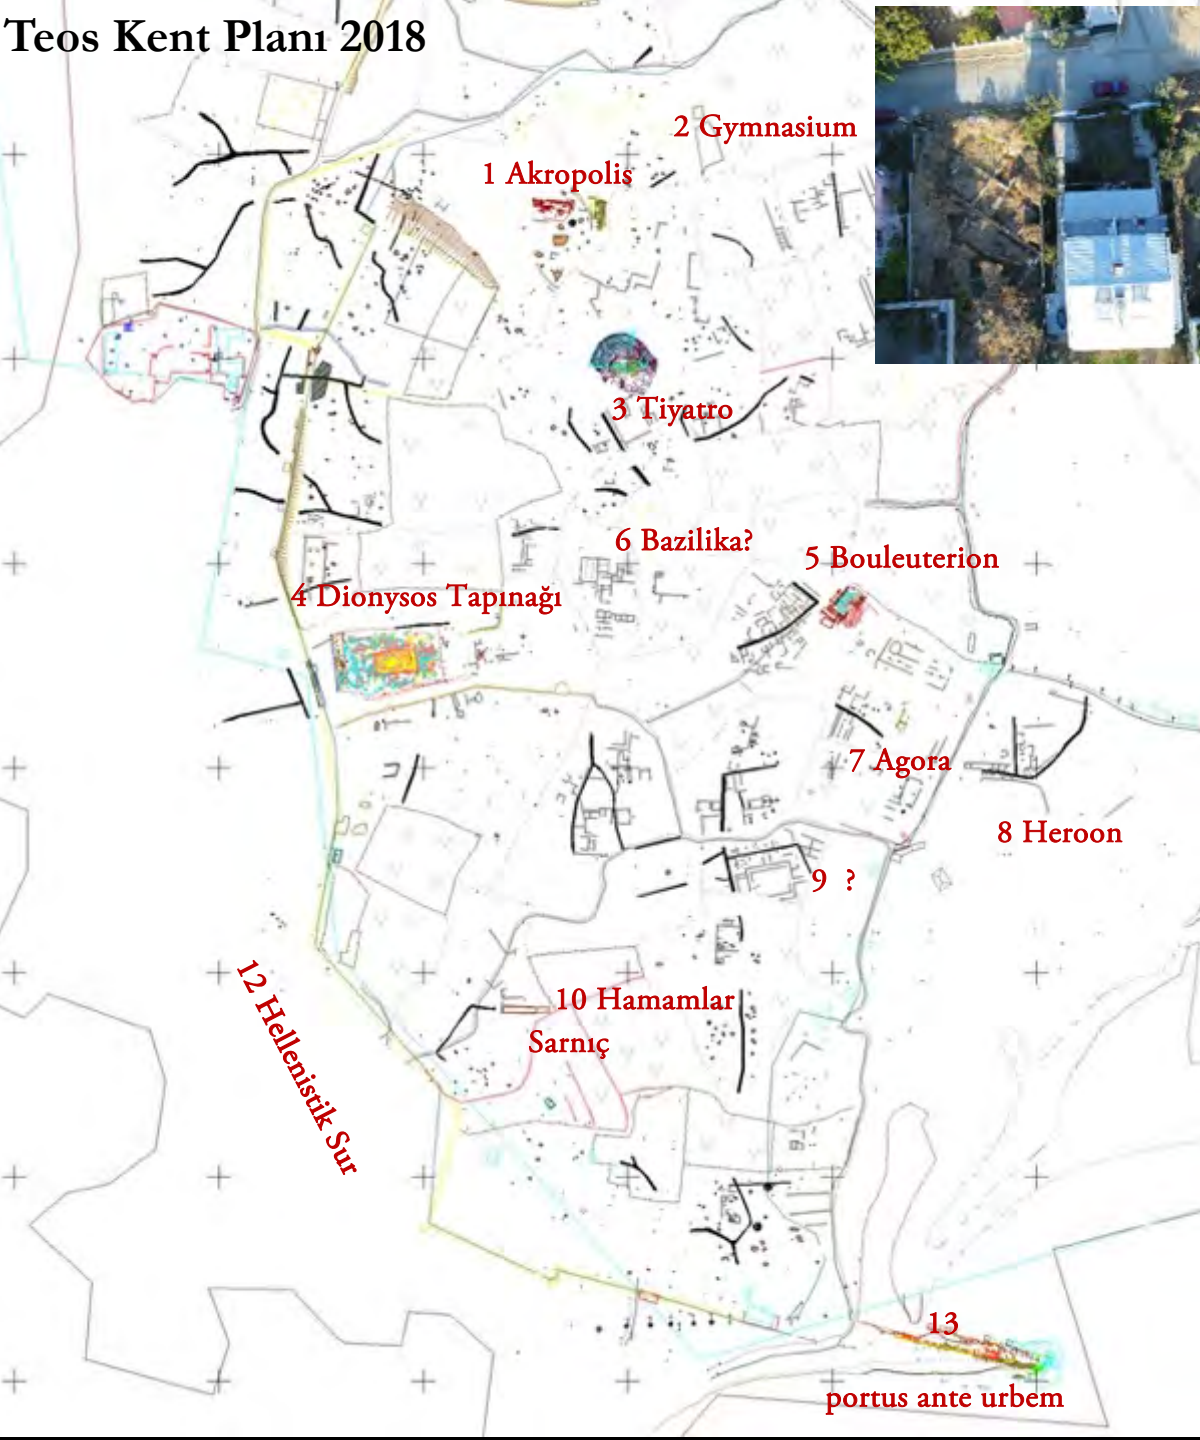 Teos Kent Planı 2018
2 Gymnasium
1 Akropolis
3 Tiyatro
6 Bazilika?
5 Bouleuterion
4 Dionysos Tapınağı
7 Agora
8 Heroon
9 ?
10 Hamamlar
Sarnıç
12 Hellenistik Sur
13
portus ante urbem